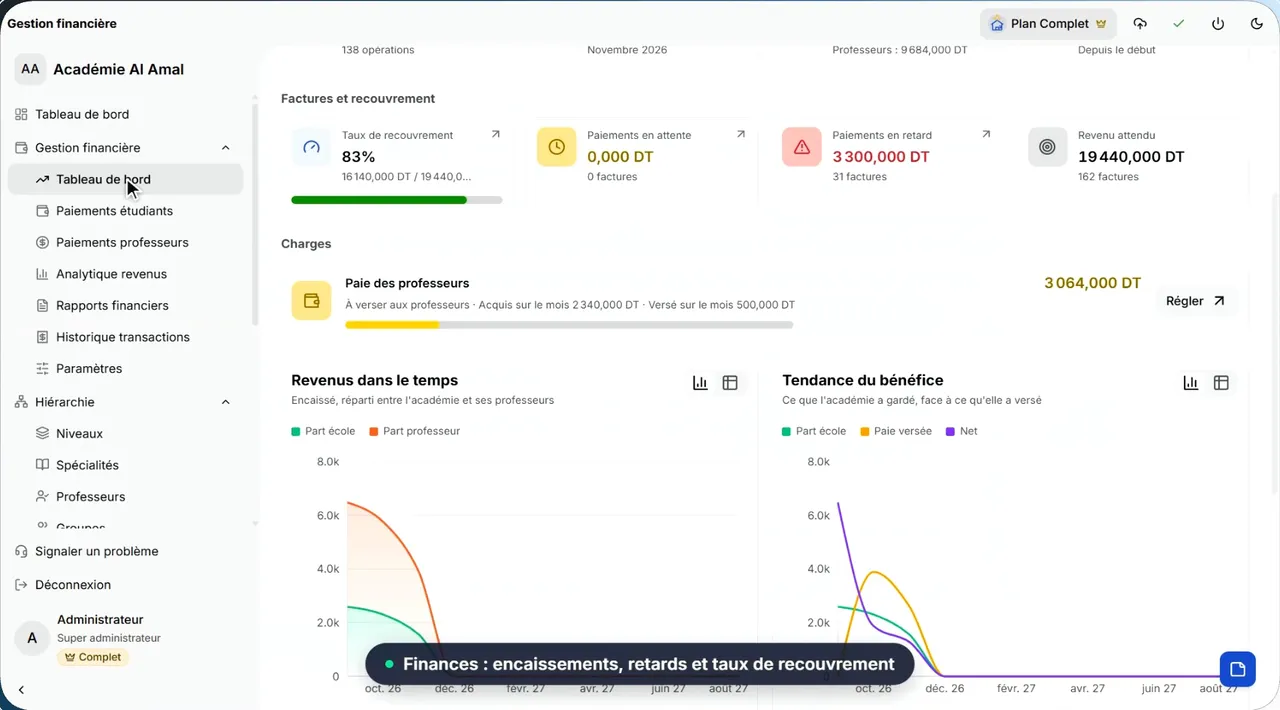 Gestion financière
Plan Complet
AA Académie Al Amal
Tableau de bord
Gestion financière
Tableau de bord
Paiements étudiants
Paiements professeurs
Analytique revenus
Rapports financiers
Historique transactions
Paramètres
Hiérarchie
Niveaux
Spécialités
Professeurs
Groupes
Signaler un problème
Déconnexion
A
Administrateur
Super administrateur
Complet
138 opérations
Novembre 2026
Professeurs : 9 684,000 DT
Depuis le début
Factures et recouvrement
Taux de recouvrement
83%
16 140,000 DT / 19 440,0...
Paiements en attente
0,000 DT
0 factures
Paiements en retard
3 300,000 DT
31 factures
Revenu attendu
19 440,000 DT
162 factures
Charges
Paie des professeurs
À verser aux professeurs · Acquis sur le mois 2 340,000 DT · Versé sur le mois 500,000 DT
3 064,000 DT
Régler
Revenus dans le temps
Encaissé, réparti entre l'académie et ses professeurs
Part école Part professeur
8.0k
6.0k
4.0k
2.0k
0
oct. 26 déc. 26 févr. 27 avr. 27 juin 27 août 27
Tendance du bénéfice
Ce que l'académie a gardé, face à ce qu'elle a versé
Part école Paie versée Net
8.0k
6.0k
4.0k
2.0k
oct. 26 déc. 26 févr. 27 avr. 27 juin 27 août 27
Finances : encaissements, retards et taux de recouvrement